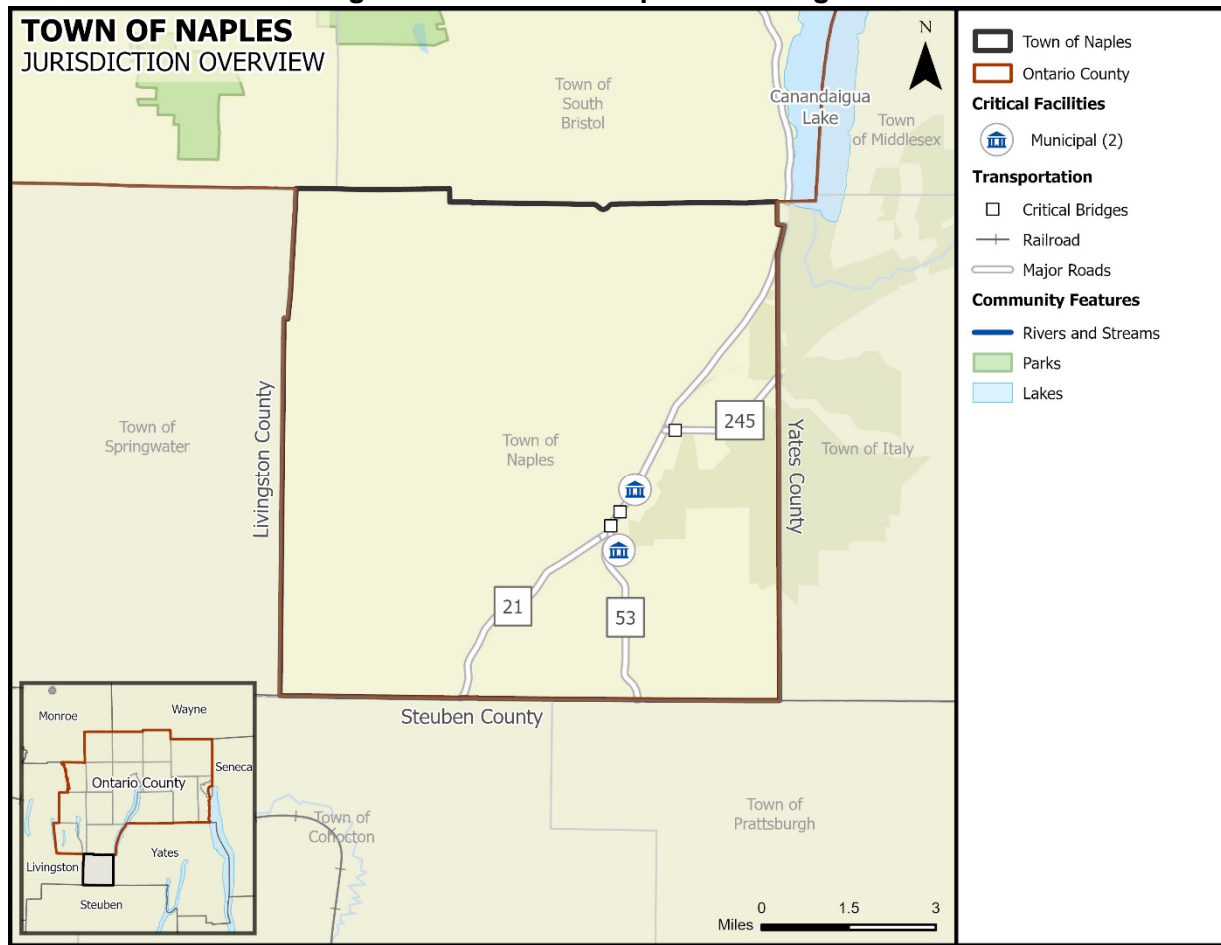 TOWN OF NAPLES
JURISDICTION OVERVIEW
N
Town of
South
Bristol
Canandaigua
Lake
Town
of Middlesex
Town of
Springwater
Livingston County
Town of
Naples
245
Yates County
Town of Italy
21
53
Steuben County
Town of
Cohocton
Town of
Prattsburgh
Monroe
Wayne
Ontario County
Seneca
Livingston
Yates
Steuben
Miles
0
1.5
3
Town of Naples
Ontario County
Critical Facilities
Municipal (2)
Transportation
Critical Bridges
Railroad
Major Roads
Community Features
Rivers and Streams
Parks
Lakes